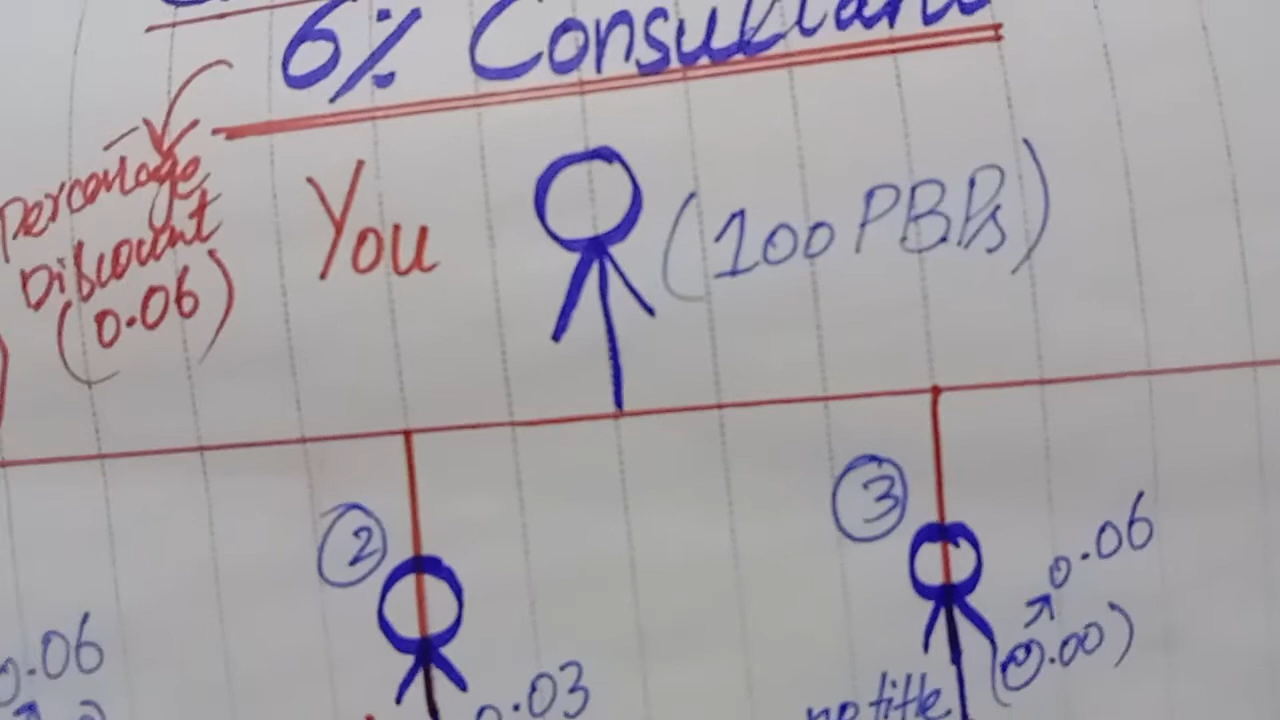 6% Consultant
Percentage
Discount
(0.06)
You
(100 PBPs)
2
3
0.06
(0.00)
0.06
0.03
no title